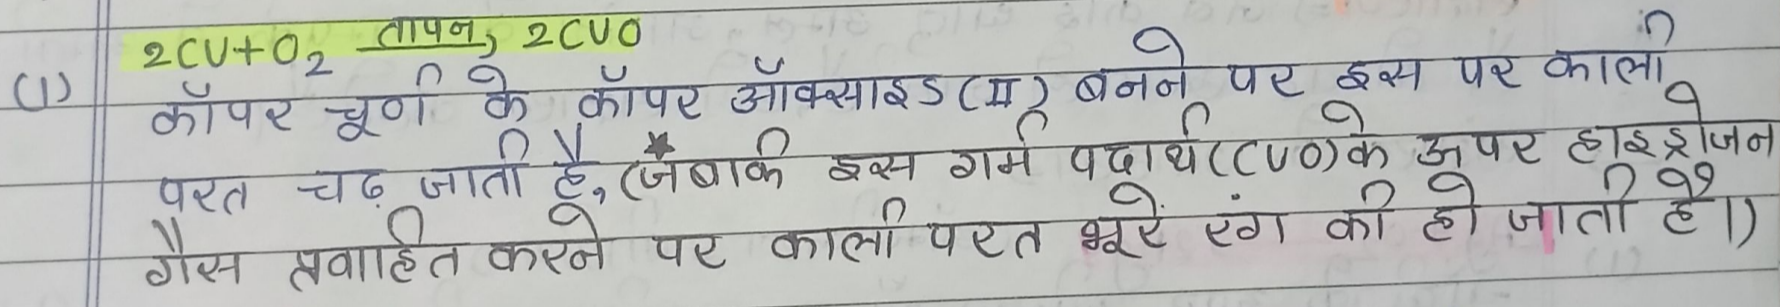 2CU+O₂ तापन→ 2CUO
(1) कॉपर चूर्ण के कॉपर ऑक्साइड (II) बनने पर इस पर काली
परत चढ़ जाती है, (★जबकि इस गर्म पदार्थ (CUO) के ऊपर हाइड्रोजन
गैस प्रवाहित करने पर काली परत भूरें रंग की हो जाती है।)